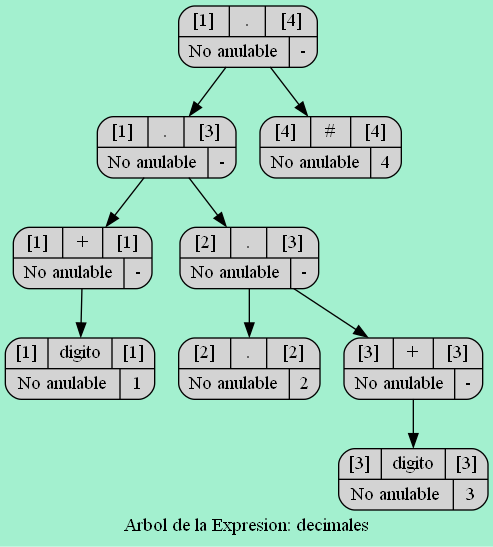 [1] . [4]
No anulable -
[1] . [3]
No anulable -
[4] # [4]
No anulable 4
[1] + [1]
No anulable -
[2] . [3]
No anulable -
[1] digito [1]
No anulable 1
[2] . [2]
No anulable 2
[3] + [3]
No anulable -
[3] digito [3]
No anulable 3
Arbol de la Expresion: decimales